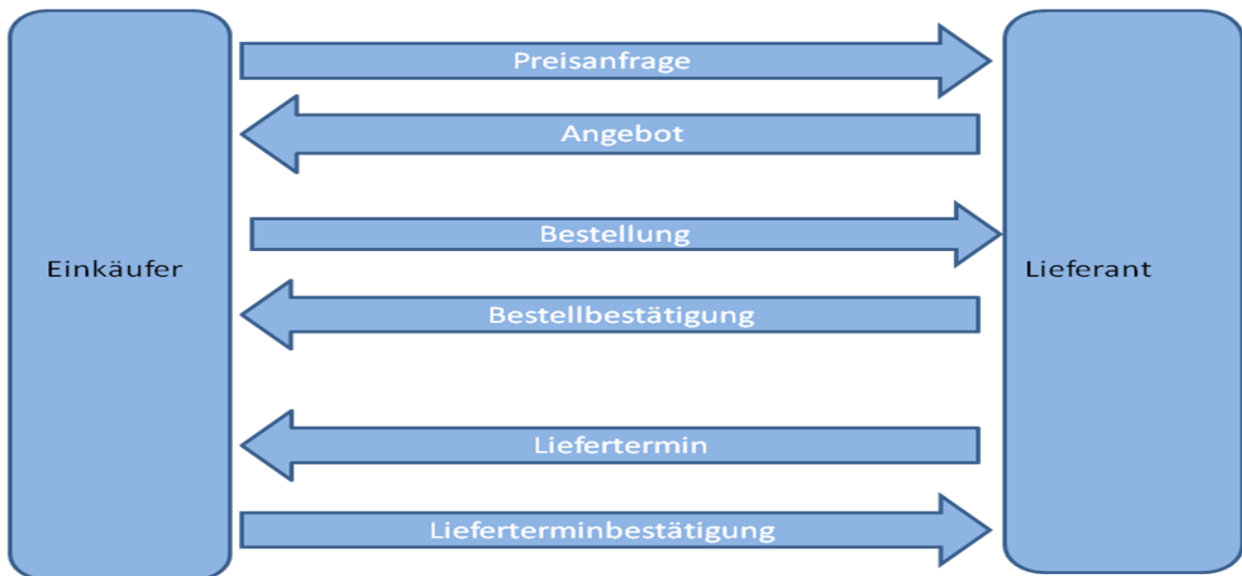 Preisanfrage
Angebot
Bestellung
Einkäufer
Lieferant
Bestellbestätigung
Liefertermin
Lieferterminbestätigung